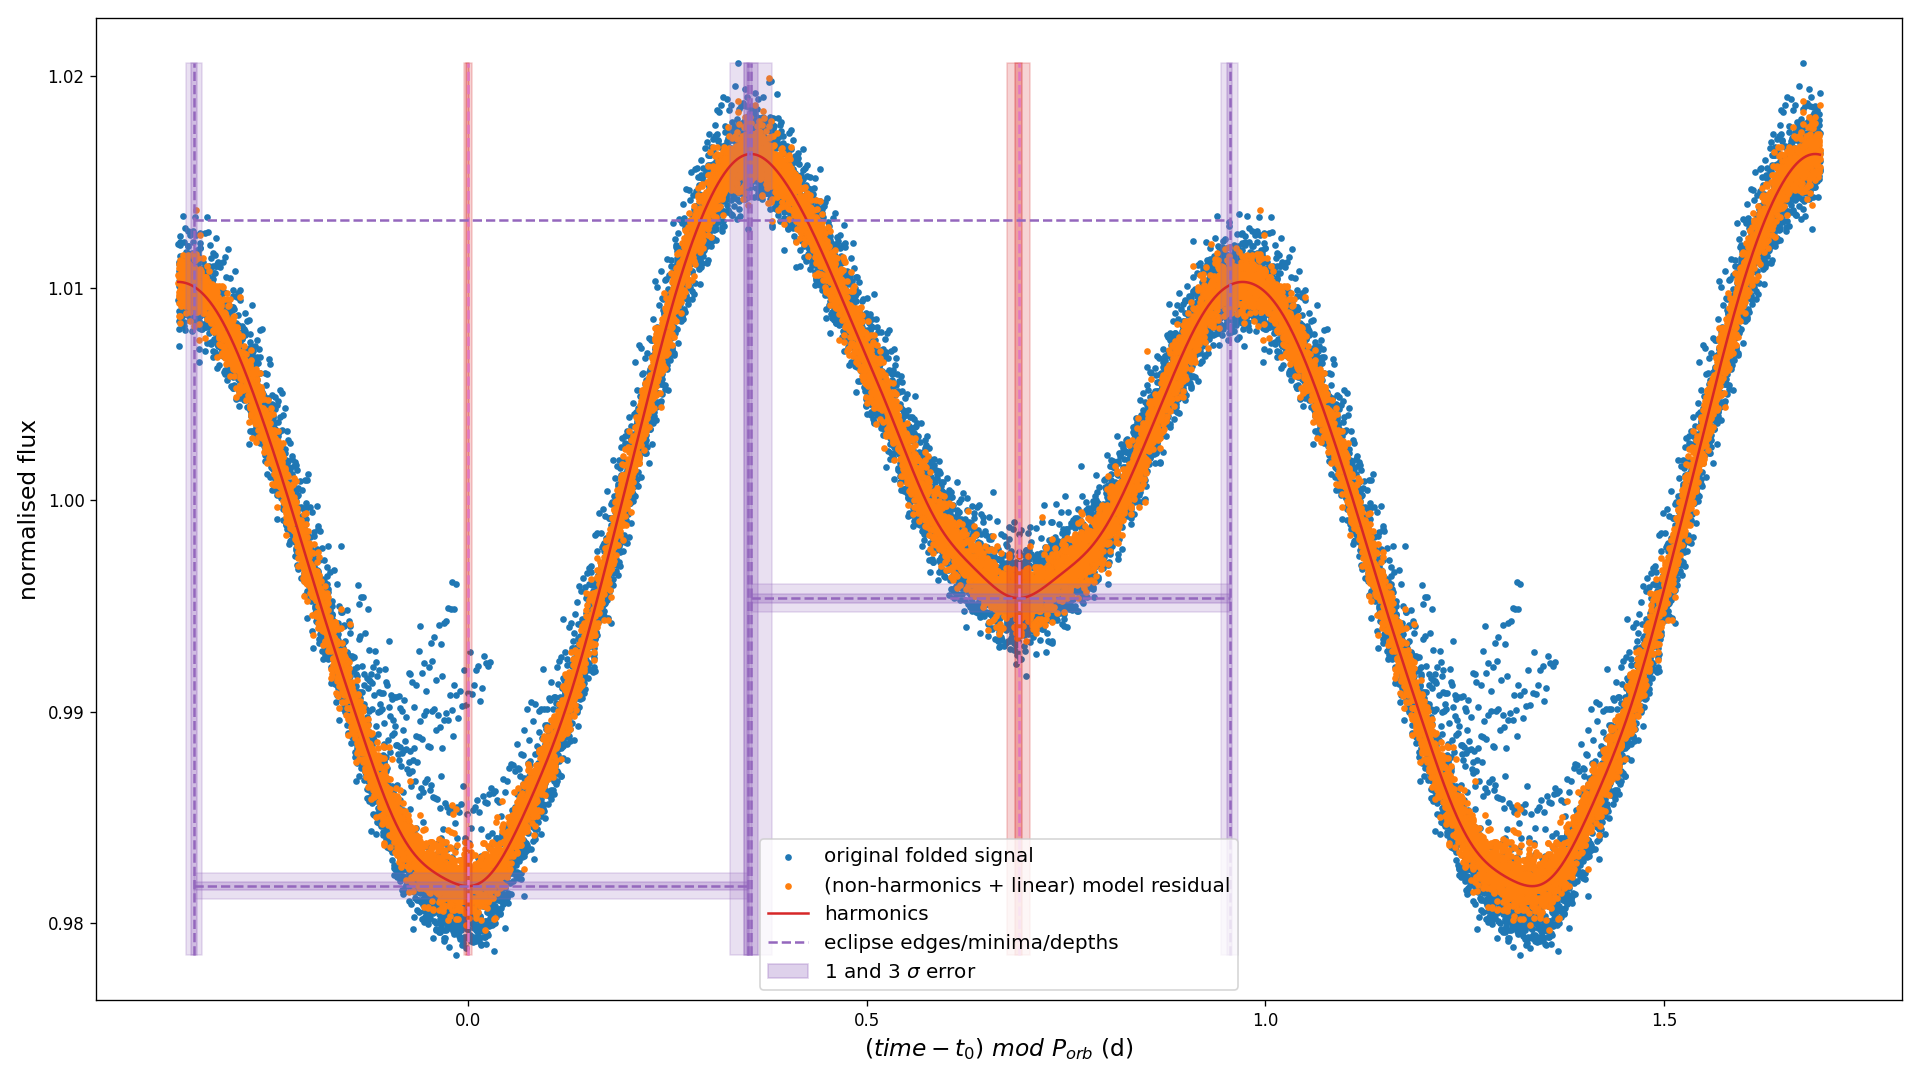 normalised flux
1.02
1.01
1.00
0.99
0.98
original folded signal
(non-harmonics + linear) model residual
harmonics
eclipse edges/minima/depths
1 and 3 σ error
0.0
0.5
1.0
1.5
(time − t₀) mod Pₒᵣb (d)